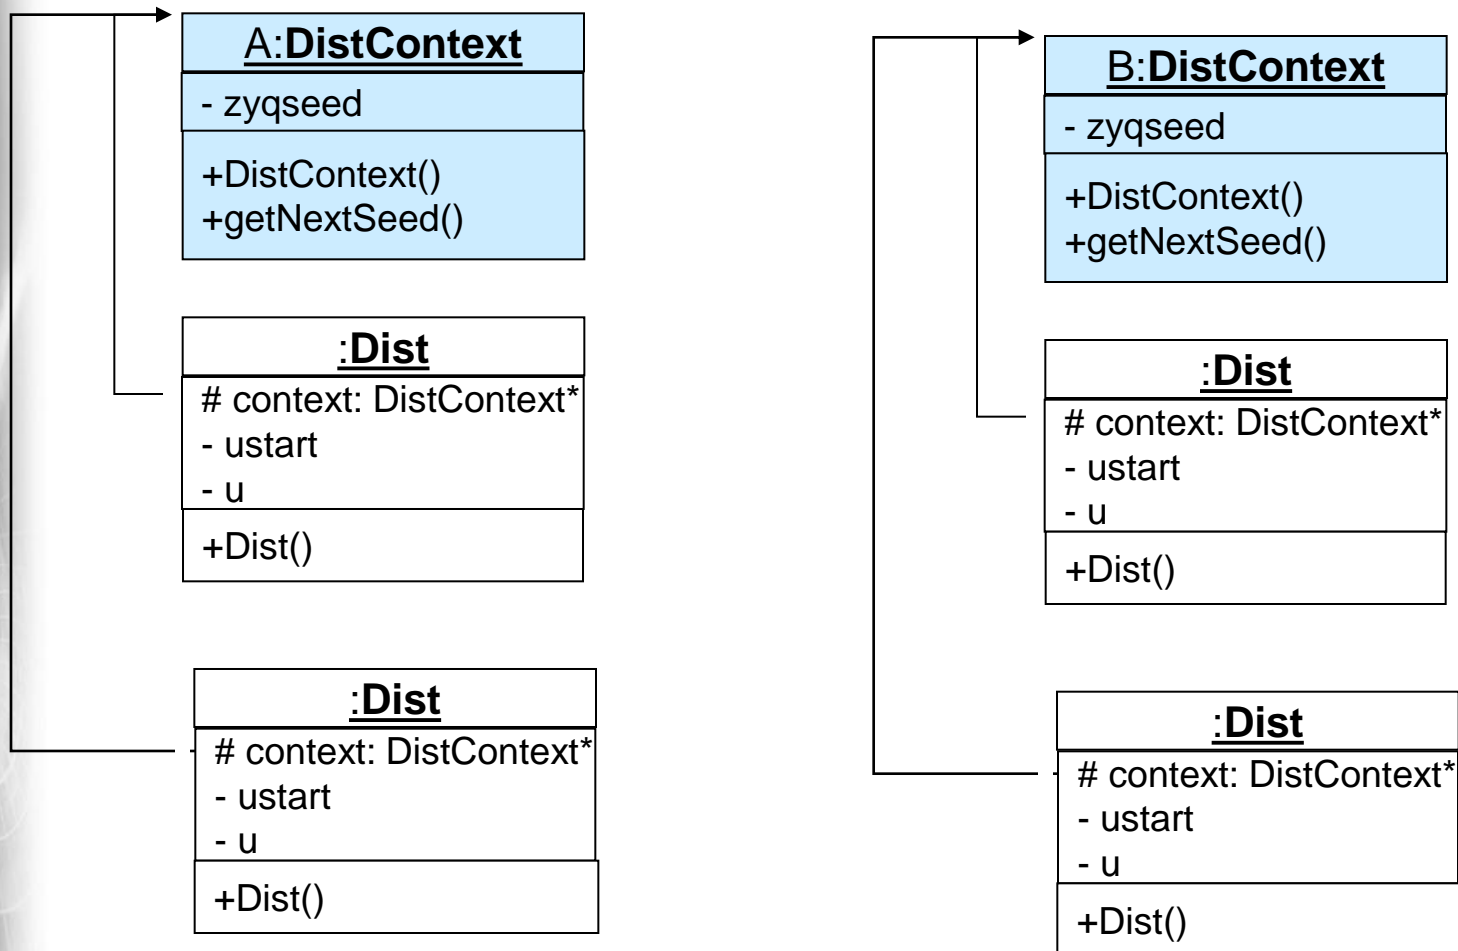 A:DistContext
- zyqseed
+DistContext()
+getNextSeed()
:Dist
# context: DistContext*
- ustart
- u
+Dist()
:Dist
# context: DistContext*
- ustart
- u
+Dist()
B:DistContext
- zyqseed
+DistContext()
+getNextSeed()
:Dist
# context: DistContext*
- ustart
- u
+Dist()
:Dist
# context: DistContext*
- ustart
- u
+Dist()